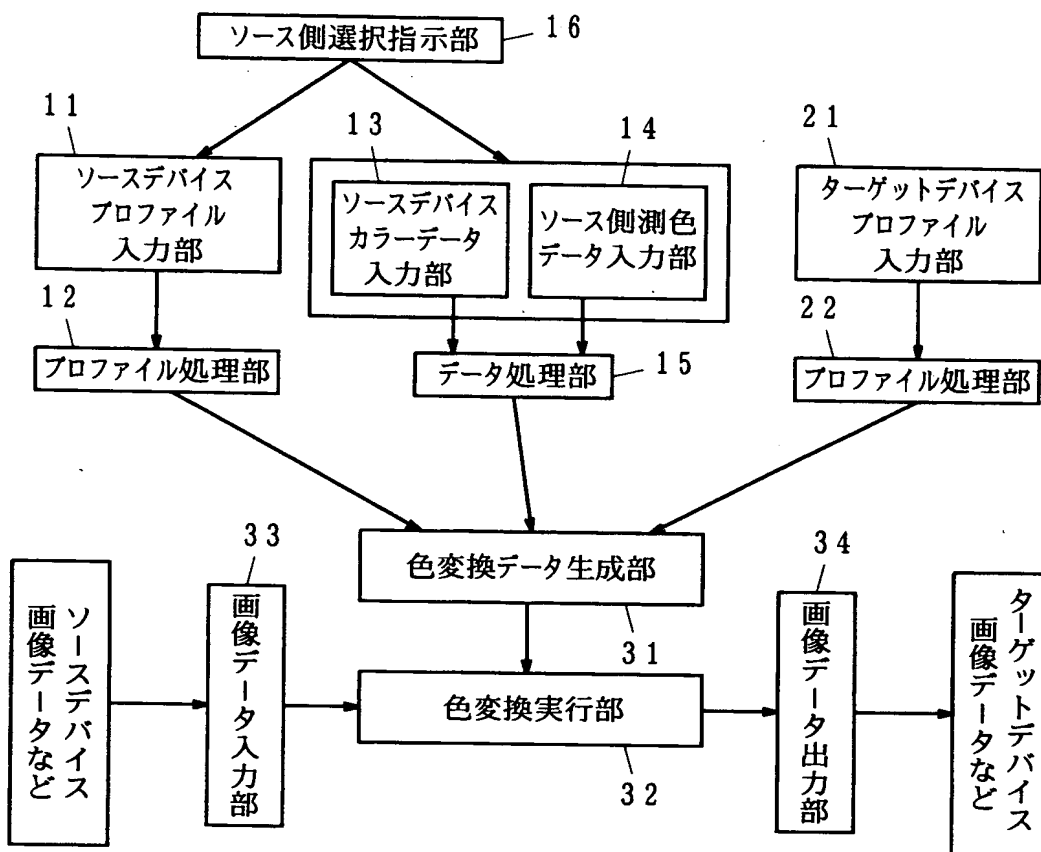 ソース側選択指示部
16
11
ソースデバイス
プロファイル
入力部
13
ソースデバイス
カラーデータ
入力部
14
ソース側測色
データ入力部
21
ターゲットデバイス
プロファイル
入力部
12
プロファイル処理部
データ処理部
15
22
プロファイル処理部
色変換データ生成部
31
ソースデバイス
画像データなど
33
画像データ入力部
色変換実行部
32
34
画像データ出力部
ターゲットデバイス
画像データなど